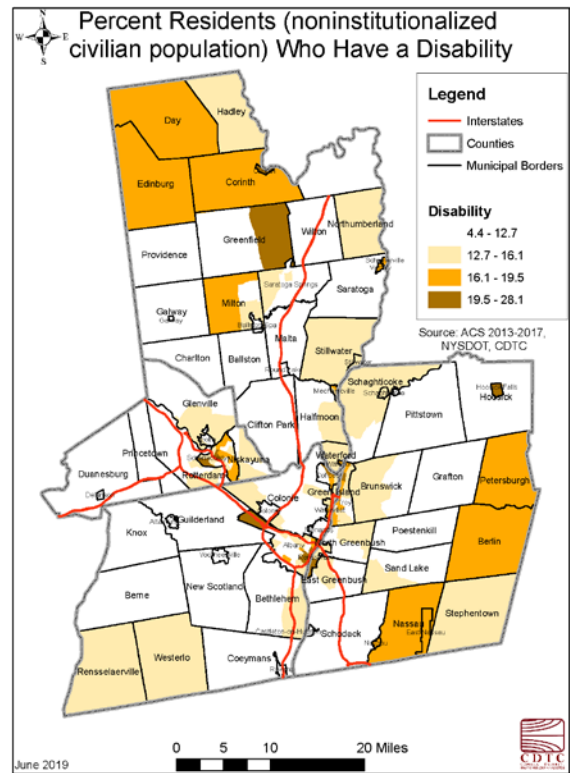 Percent Residents (noninstitutionalized
civilian population) Who Have a Disability
N
W E
S
Legend
Interstates
Counties
Municipal Borders
Disability
4.4 - 12.7
12.7 - 16.1
16.1 - 19.5
19.5 - 28.1
Source: ACS 2013-2017,
NYSDOT, CDTC
Hadley
Day
Edinburg
Corinth
Northumberland
Wilton
Greenfield
Providence
Saratoga Springs
Saratoga
Milton
Galway
Malta
Charlton
Ballston
Stillwater
Schaghticoke
Pittstown
Hoosick
Glenville
Clifton Park
Halfmoon
Waterford
Princetown
Niskayuna
Rotterdam
Duanesburg
Colonie
Green Island
Brunswick
Grafton
Petersburgh
Knox
Guilderland
Albany
North Greenbush
Poestenkill
Berlin
Sand Lake
Berne
New Scotland
Bethlehem
East Greenbush
Nassau
Stephentown
East Nassau
Schodack
Rensselaerville
Westerlo
Coeymans
June 2019
0 5 10 20 Miles
CDTC